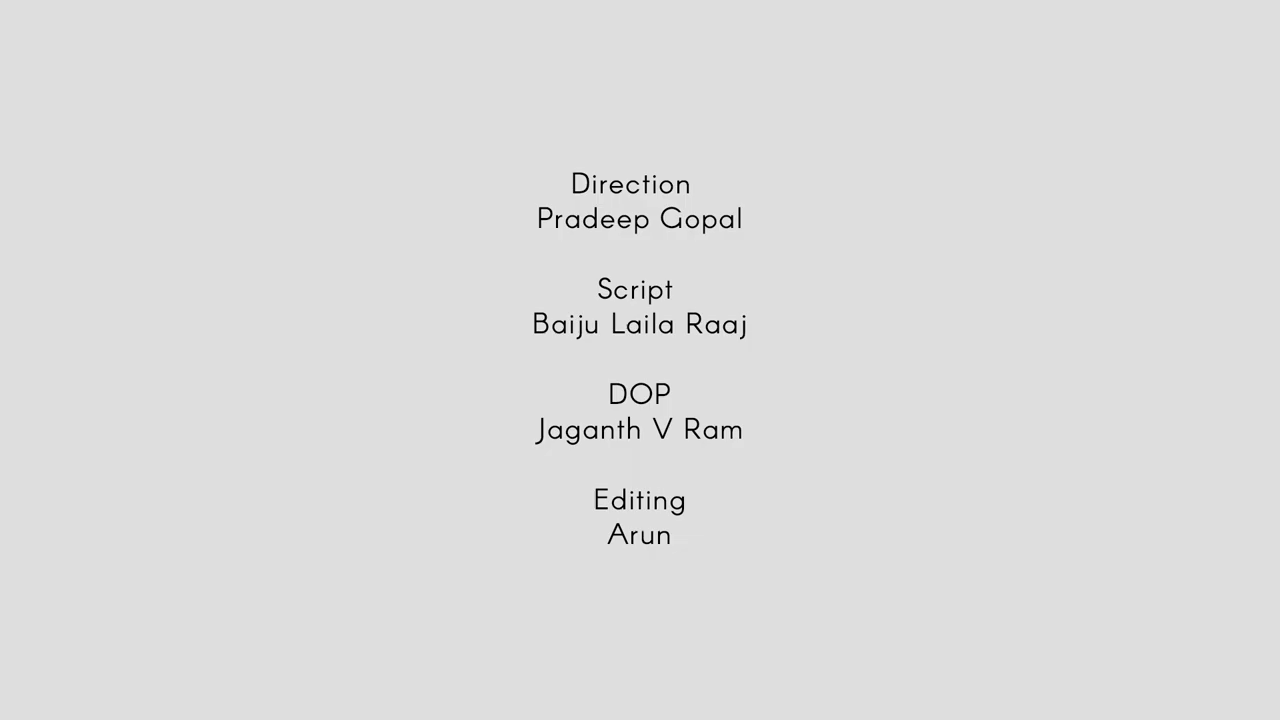 Direction
Pradeep Gopal
Script
Baiju Laila Raaj
DOP
Jaganth V Ram
Editing
Arun